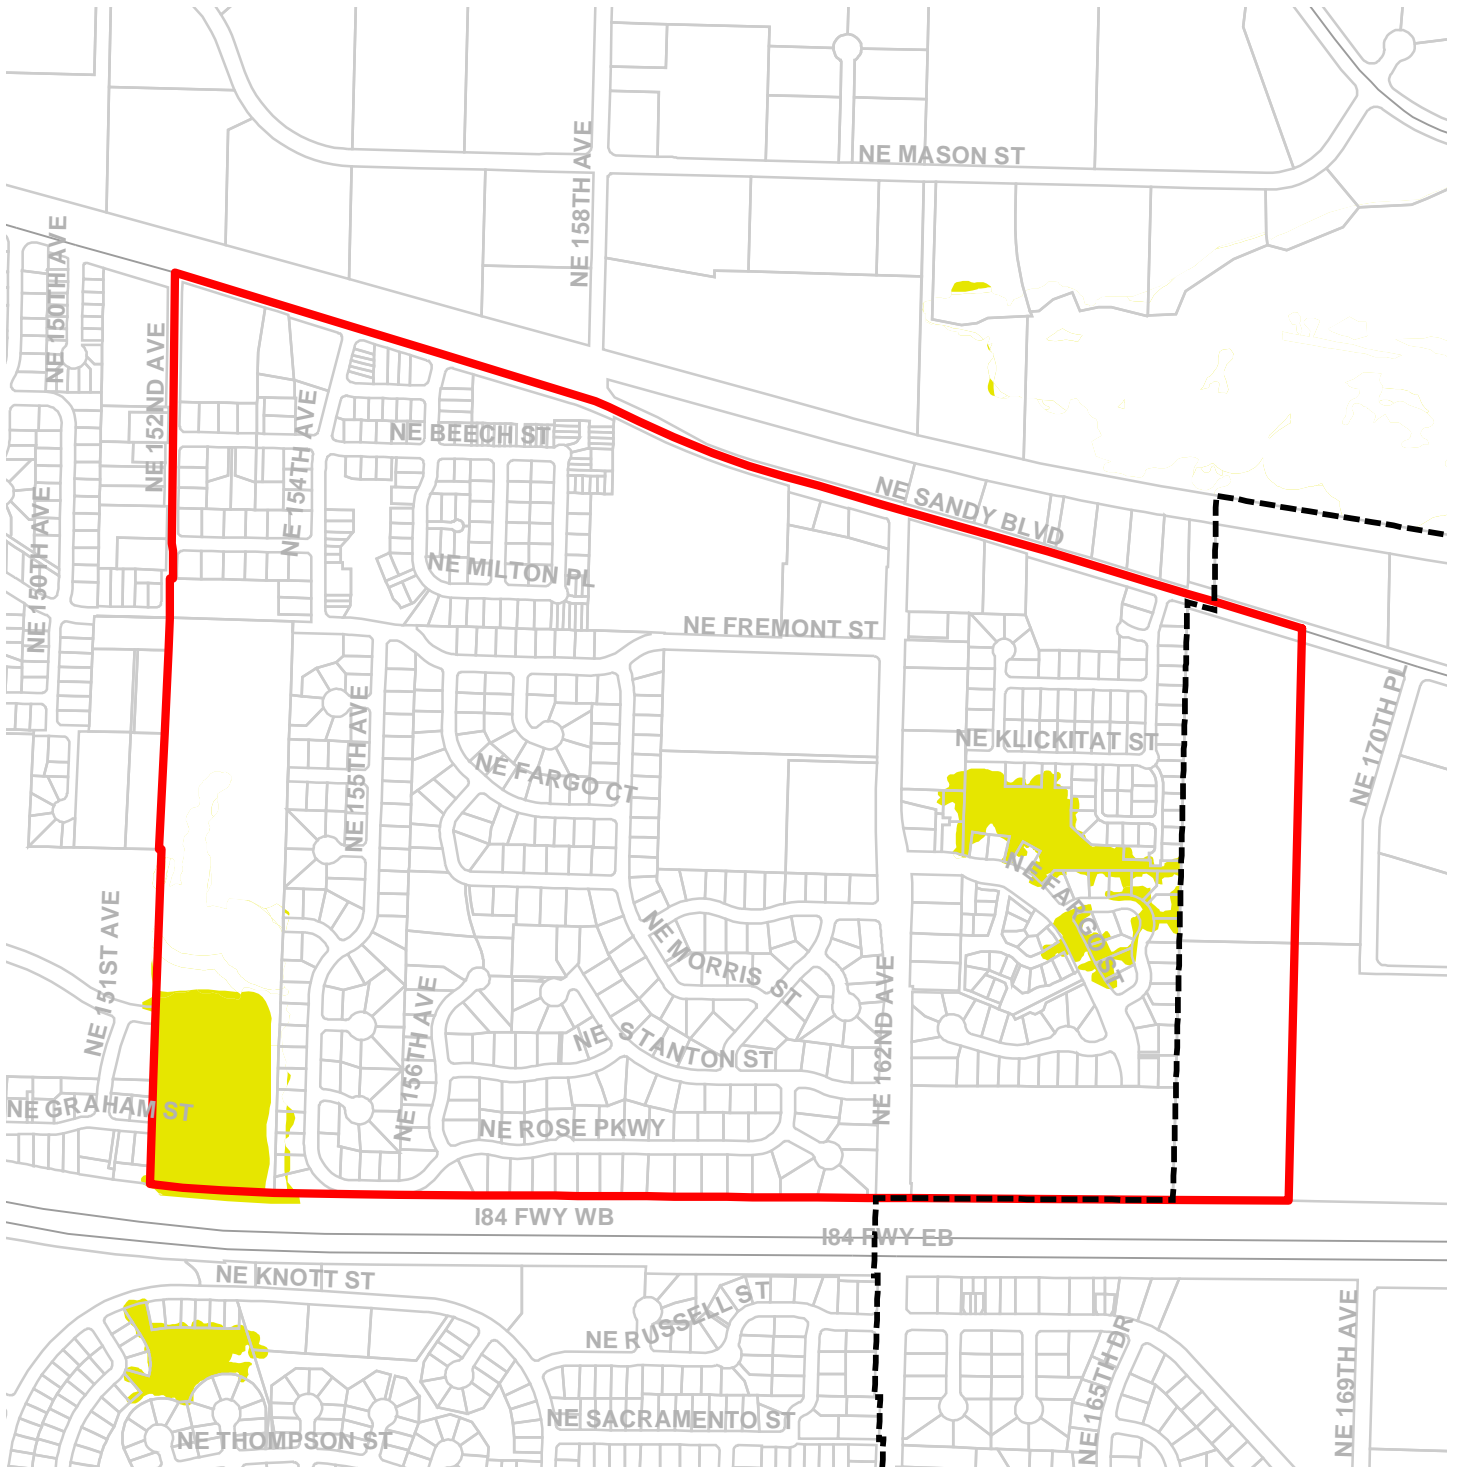 NE MASON ST
NE 158TH AVE
NE 150TH AVE
NE 152ND AVE
NE 154TH AVE
NE BEECH ST
NE SANDY BLVD
NE 150TH AVE
NE MILTON PL
NE FREMONT ST
NE 170TH PL
NE KLICKITAT ST
NE 155TH AVE
NE FARGO CT
NE FARGO ST
NE 151ST AVE
NE MORRIS ST
NE 156TH AVE
NE STANTON ST
NE 162ND AVE
NE GRAHAM ST
NE ROSE PKWY
I84 FWY WB
I84 FWY EB
NE KNOTT ST
NE RUSSELL ST
NE 165TH DR
NE 169TH AVE
NE SACRAMENTO ST
NE THOMPSON ST